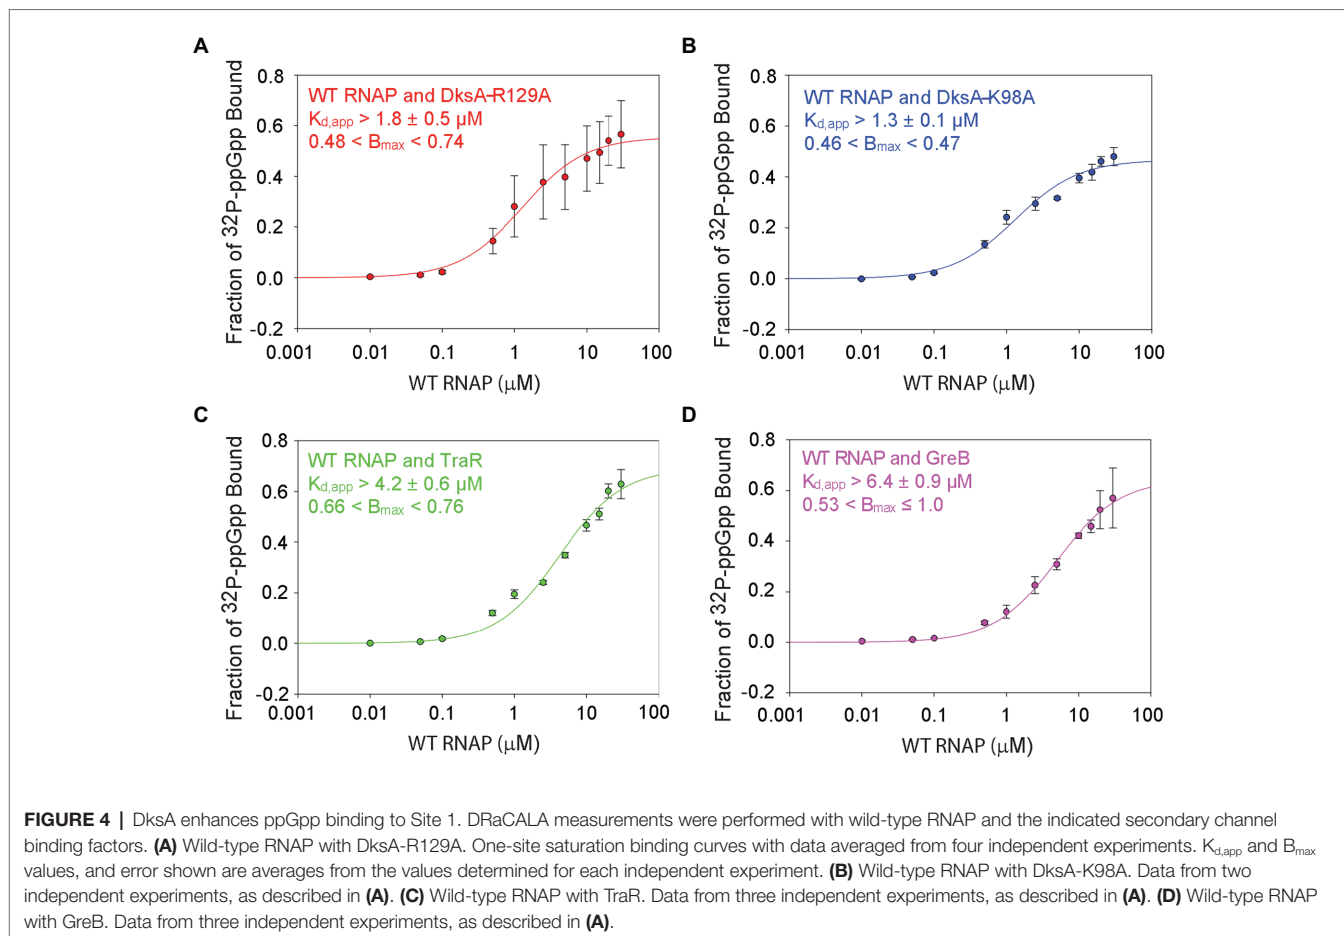 A
Fraction of 32P-ppGpp Bound
0.8
0.6
0.4
0.2
0.0
-0.2
WT RNAP and DksA-R129A
Kd,app > 1.8 ± 0.5 µM
0.48 < Bmax < 0.74
0.001 0.01 0.1 1 10 100
WT RNAP (µM)
B
Fraction of 32P-ppGpp Bound
0.8
0.6
0.4
0.2
0.0
-0.2
WT RNAP and DksA-K98A
Kd,app > 1.3 ± 0.1 µM
0.46 < Bmax < 0.47
0.001 0.01 0.1 1 10 100
WT RNAP (µM)
C
Fraction of 32P-ppGpp Bound
0.8
0.6
0.4
0.2
0.0
-0.2
WT RNAP and TraR
Kd,app > 4.2 ± 0.6 µM
0.66 < Bmax < 0.76
0.001 0.01 0.1 1 10 100
WT RNAP (µM)
D
Fraction of 32P-ppGpp Bound
0.8
0.6
0.4
0.2
0.0
-0.2
WT RNAP and GreB
Kd,app > 6.4 ± 0.9 µM
0.53 < Bmax ≤ 1.0
0.001 0.01 0.1 1 10 100
WT RNAP (µM)
FIGURE 4 | DksA enhances ppGpp binding to Site 1. DRaCALA measurements were performed with wild-type RNAP and the indicated secondary channel
binding factors. (A) Wild-type RNAP with DksA-R129A. One-site saturation binding curves with data averaged from four independent experiments. Kd,app and Bmax
values, and error shown are averages from the values determined for each independent experiment. (B) Wild-type RNAP with DksA-K98A. Data from two
independent experiments, as described in (A). (C) Wild-type RNAP with TraR. Data from three independent experiments, as described in (A). (D) Wild-type RNAP
with GreB. Data from three independent experiments, as described in (A).